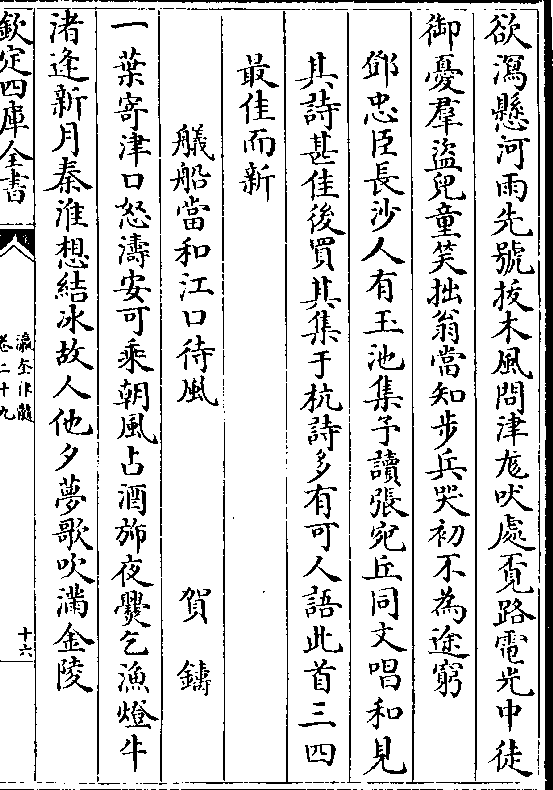 欲瀉懸河雨先號拔木風問津尨吠處覔路電光中徒
御憂羣盜兒童笑拙翁當知步兵哭初不為途窮
鄧忠臣長沙人有玉池集予讀張宛丘同文唱和見
其詩甚佳後買其集于杭詩多有可人語此首三四
最佳而新
艤船當和江口待風　賀鑄
一葉寄津口怒濤安可乘朝風占酒斾夜爨乞漁燈牛
渚逢新月秦淮想結冰故人他夕夢歌吹滿金陵
欽定四庫全書
瀛奎律髓
卷二十九
十六